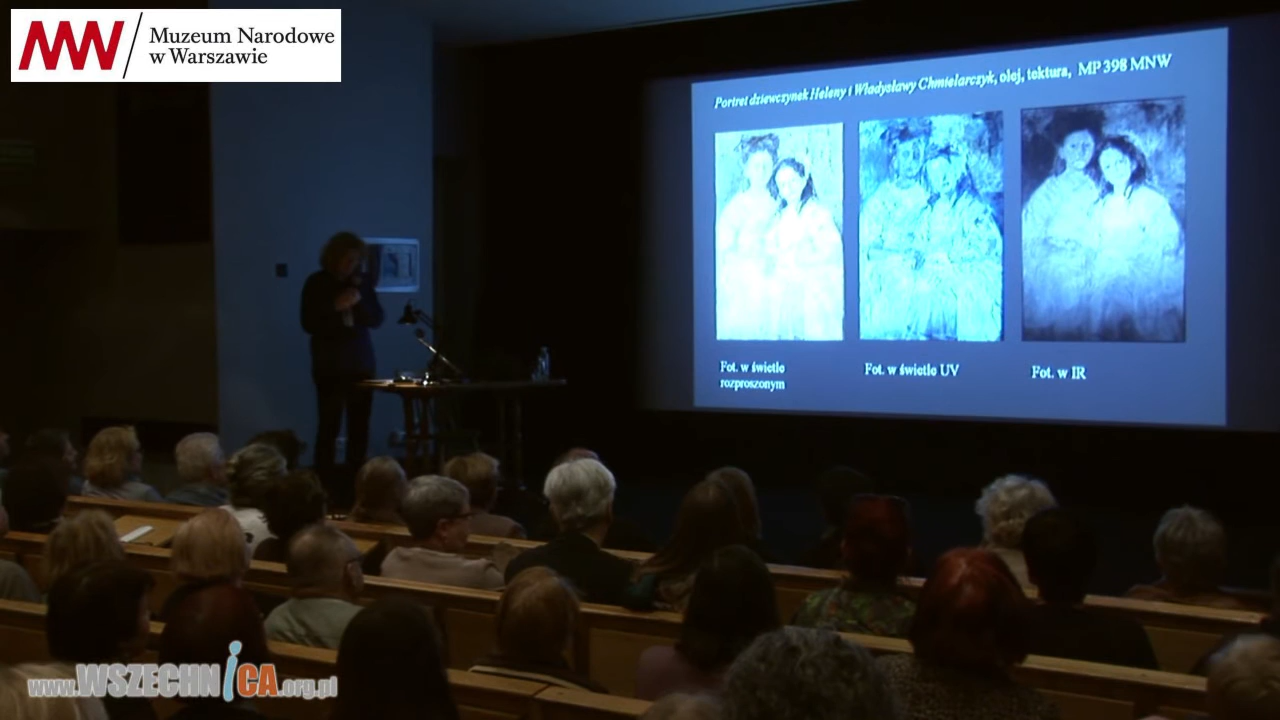 Muzeum Narodowe
w Warszawie
Portret dziewczynek Heleny i Władysławy Chmielarczyk, olej, tektura, MP 398 MNW
Fot. w świetle
rozproszonym
Fot. w świetle UV
Fot. w IR
www.WSZECHNiCA.org.pl